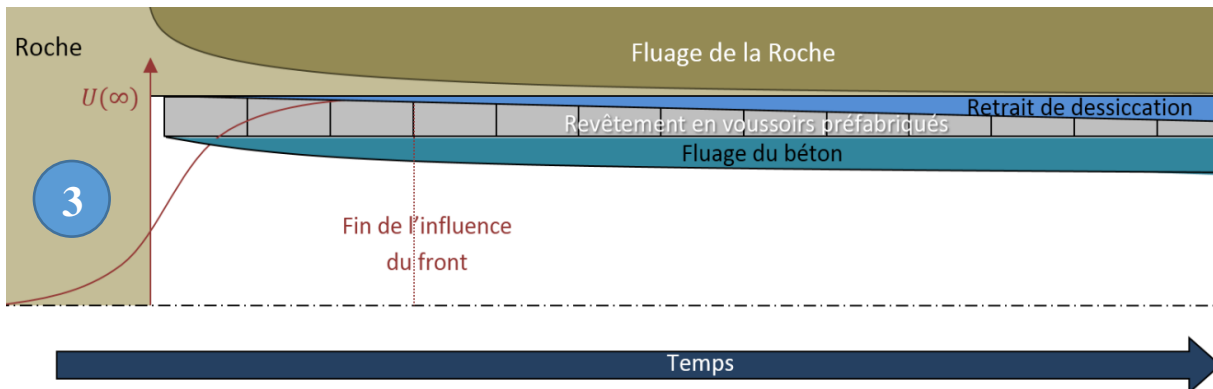 Roche
Fluage de la Roche
U(∞)
Retrait de dessiccation
Revêtement en voussoirs préfabriqués
Fluage du béton
3
Fin de l'influence
du front
Temps